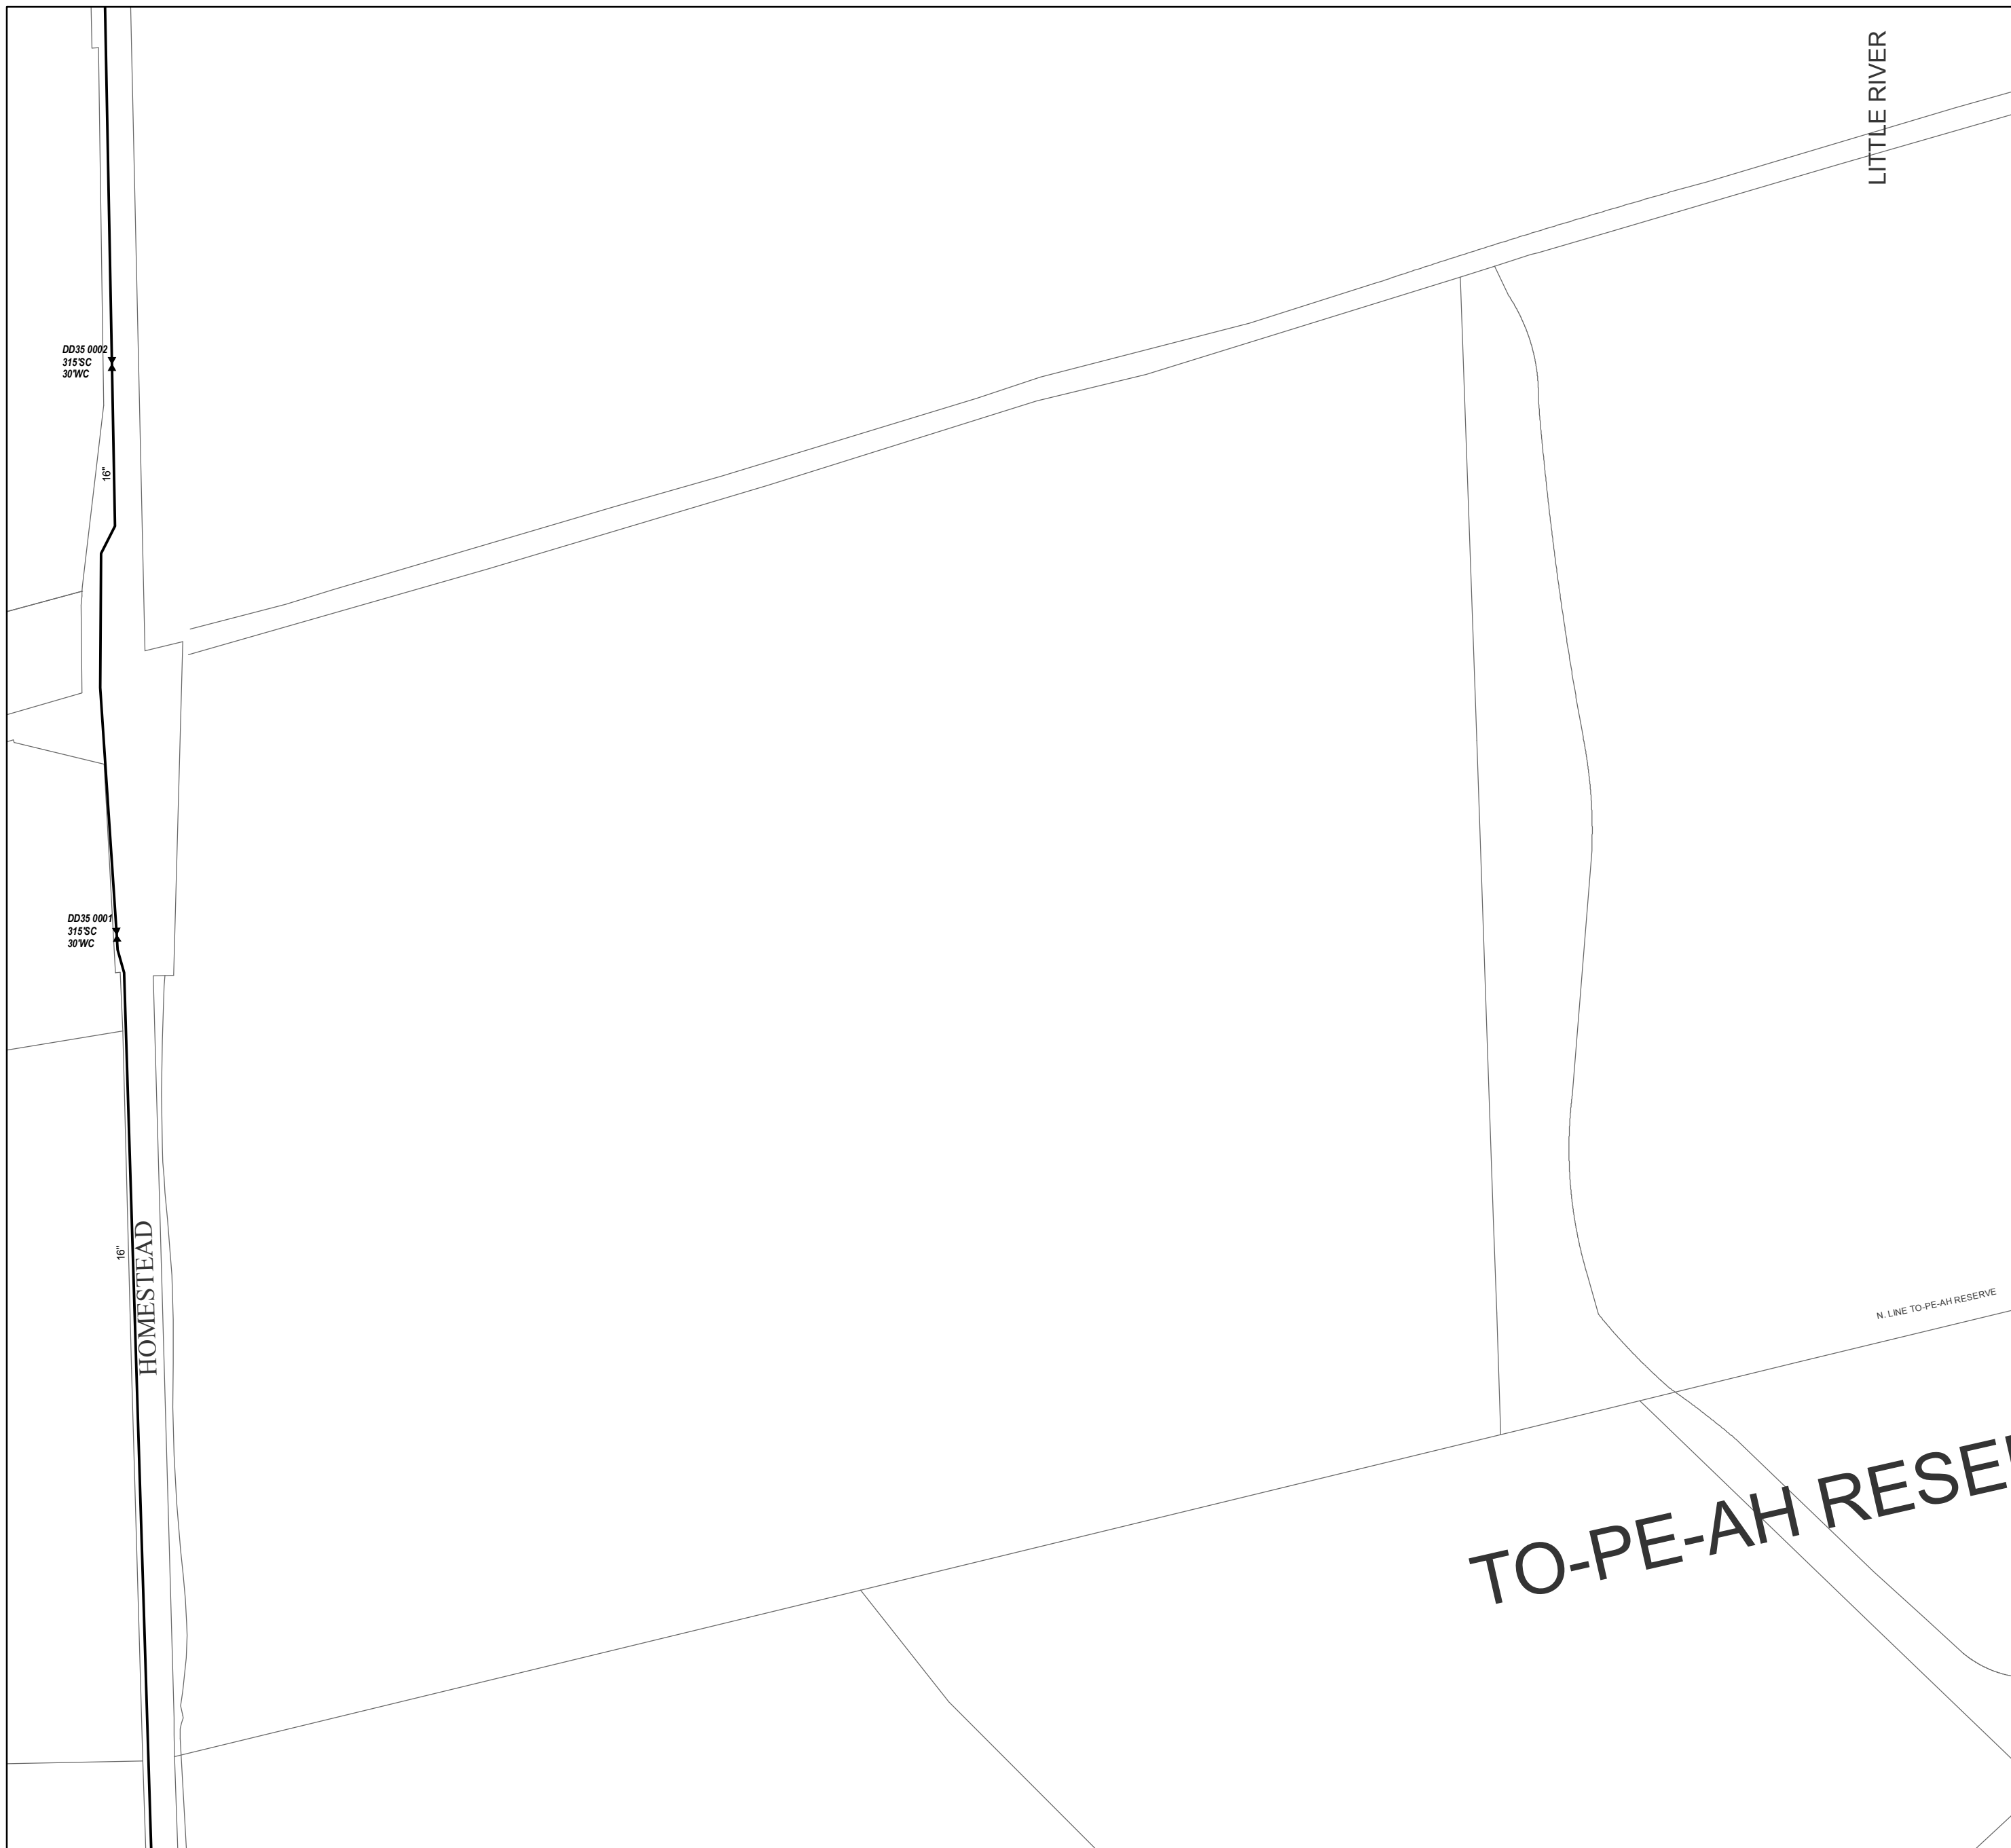 LITTLE RIVER
DD35 0002
315'SC
30'WC
16"
DD35 0001
315'SC
30'WC
16"
HOMESTEAD
N. LINE TO-PE-AH RESERVE
TO-PE-AH RESE